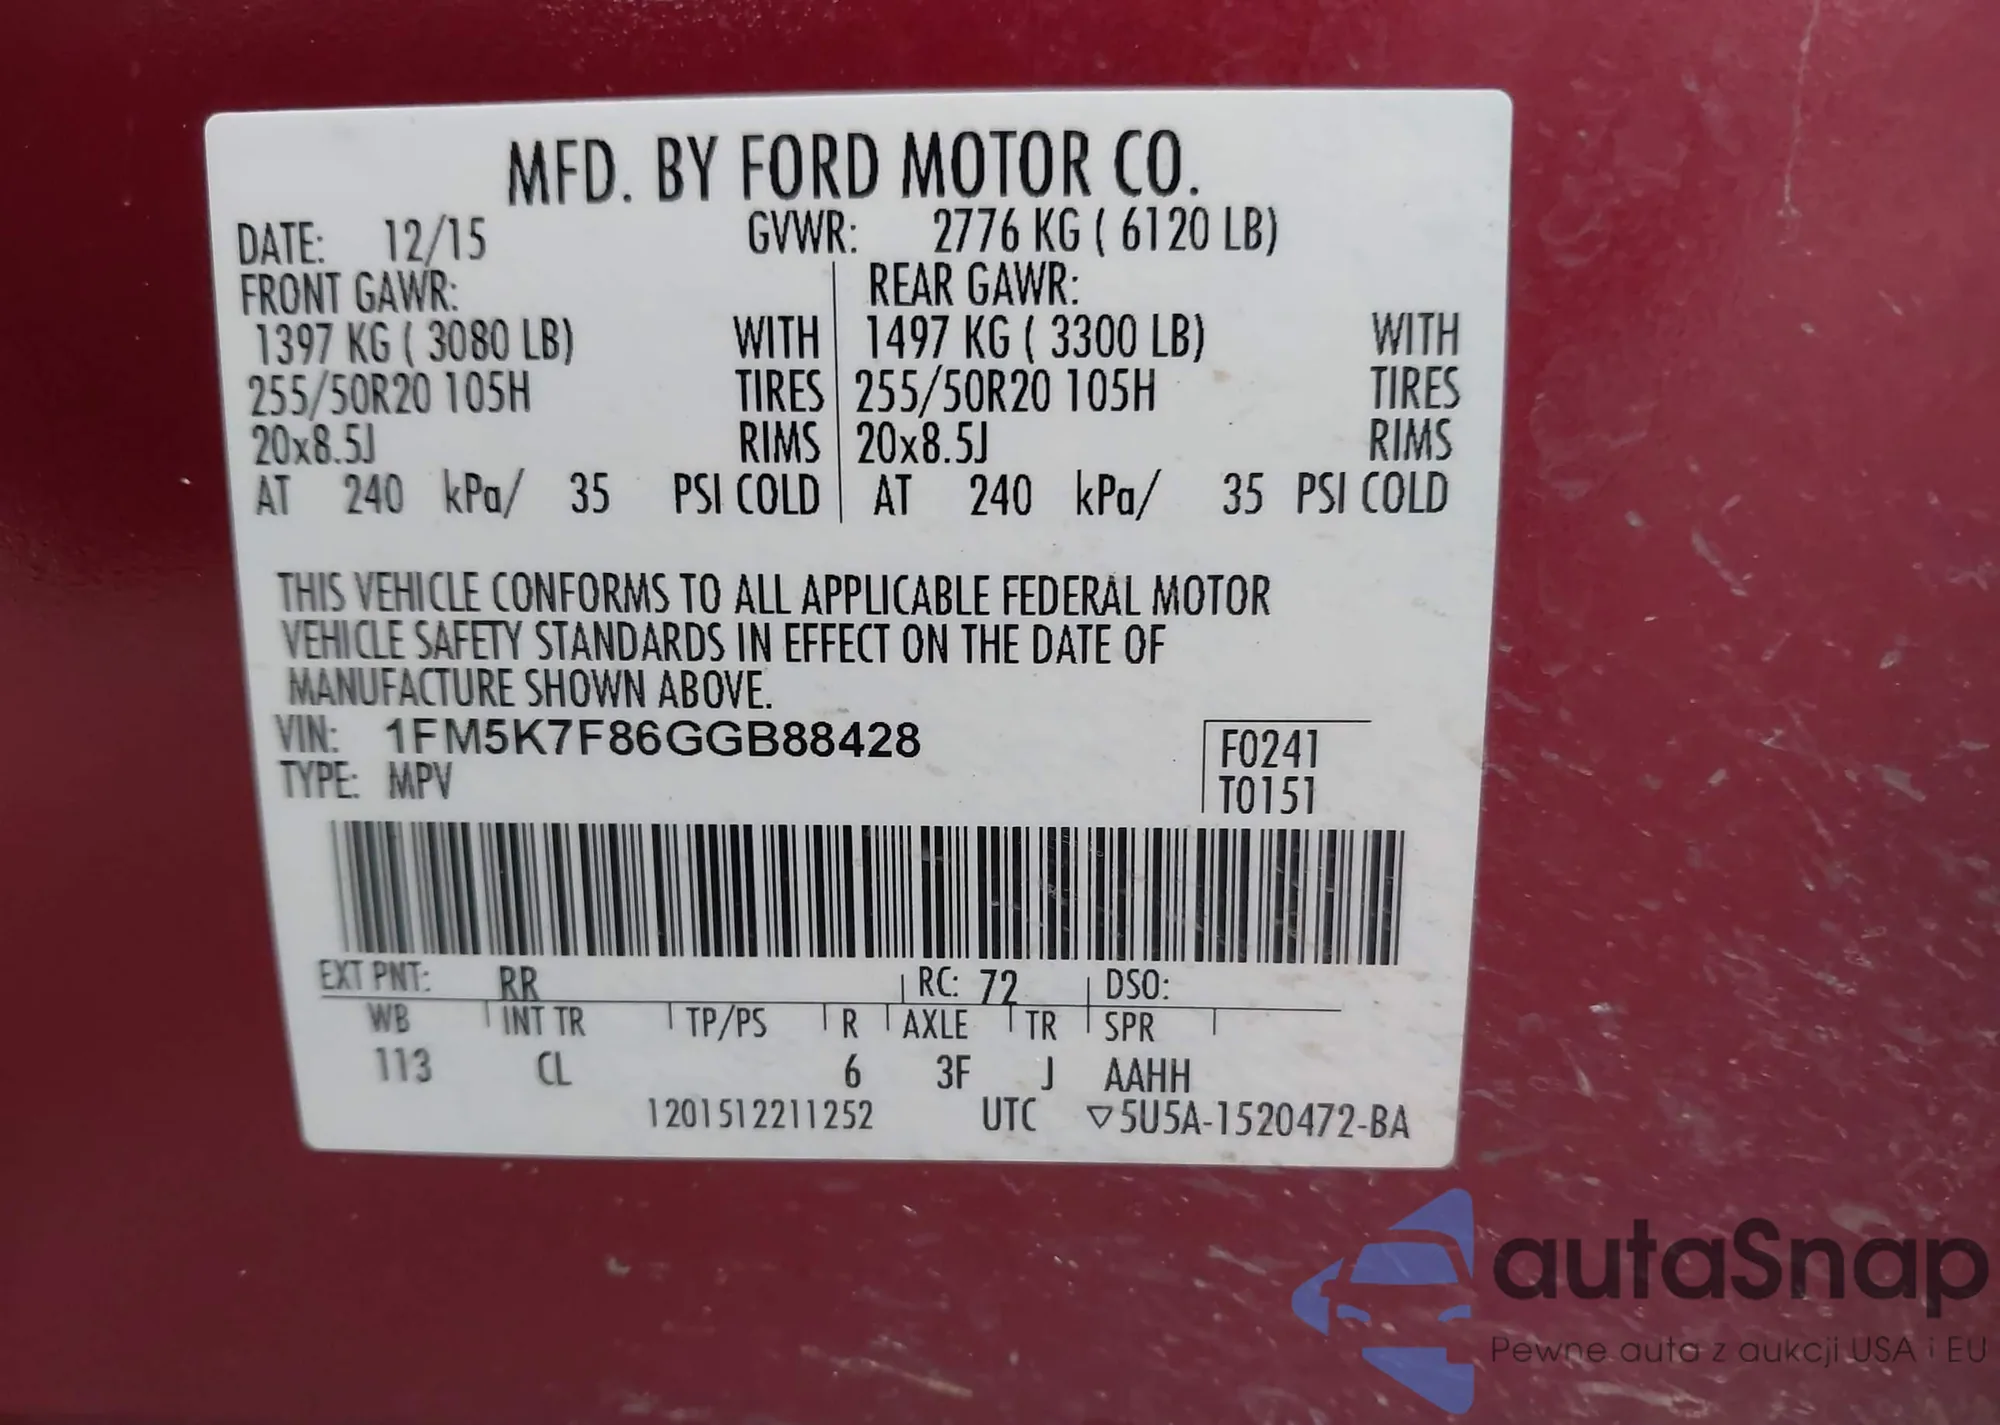 MFD. BY FORD MOTOR CO.
DATE: 12/15 GVWR: 2776 KG ( 6120 LB)
FRONT GAWR: REAR GAWR:
1397 KG ( 3080 LB) WITH 1497 KG ( 3300 LB) WITH
255/50R20 105H TIRES 255/50R20 105H TIRES
20x8.5J RIMS 20x8.5J RIMS
AT 240 kPa/ 35 PSI COLD AT 240 kPa/ 35 PSI COLD
THIS VEHICLE CONFORMS TO ALL APPLICABLE FEDERAL MOTOR
VEHICLE SAFETY STANDARDS IN EFFECT ON THE DATE OF
MANUFACTURE SHOWN ABOVE.
VIN: 1FM5K7F86GGB88428 F0241
TYPE: MPV T0151
EXT PNT: RR RC: 72 DSO:
WB INT TR TP/PS R AXLE TR SPR
113 CL 6 3F J AAHH
1201512211252 UTC ▽5U5A-1520472-BA
autaSnap
Pewne auta z aukcji USA i EU